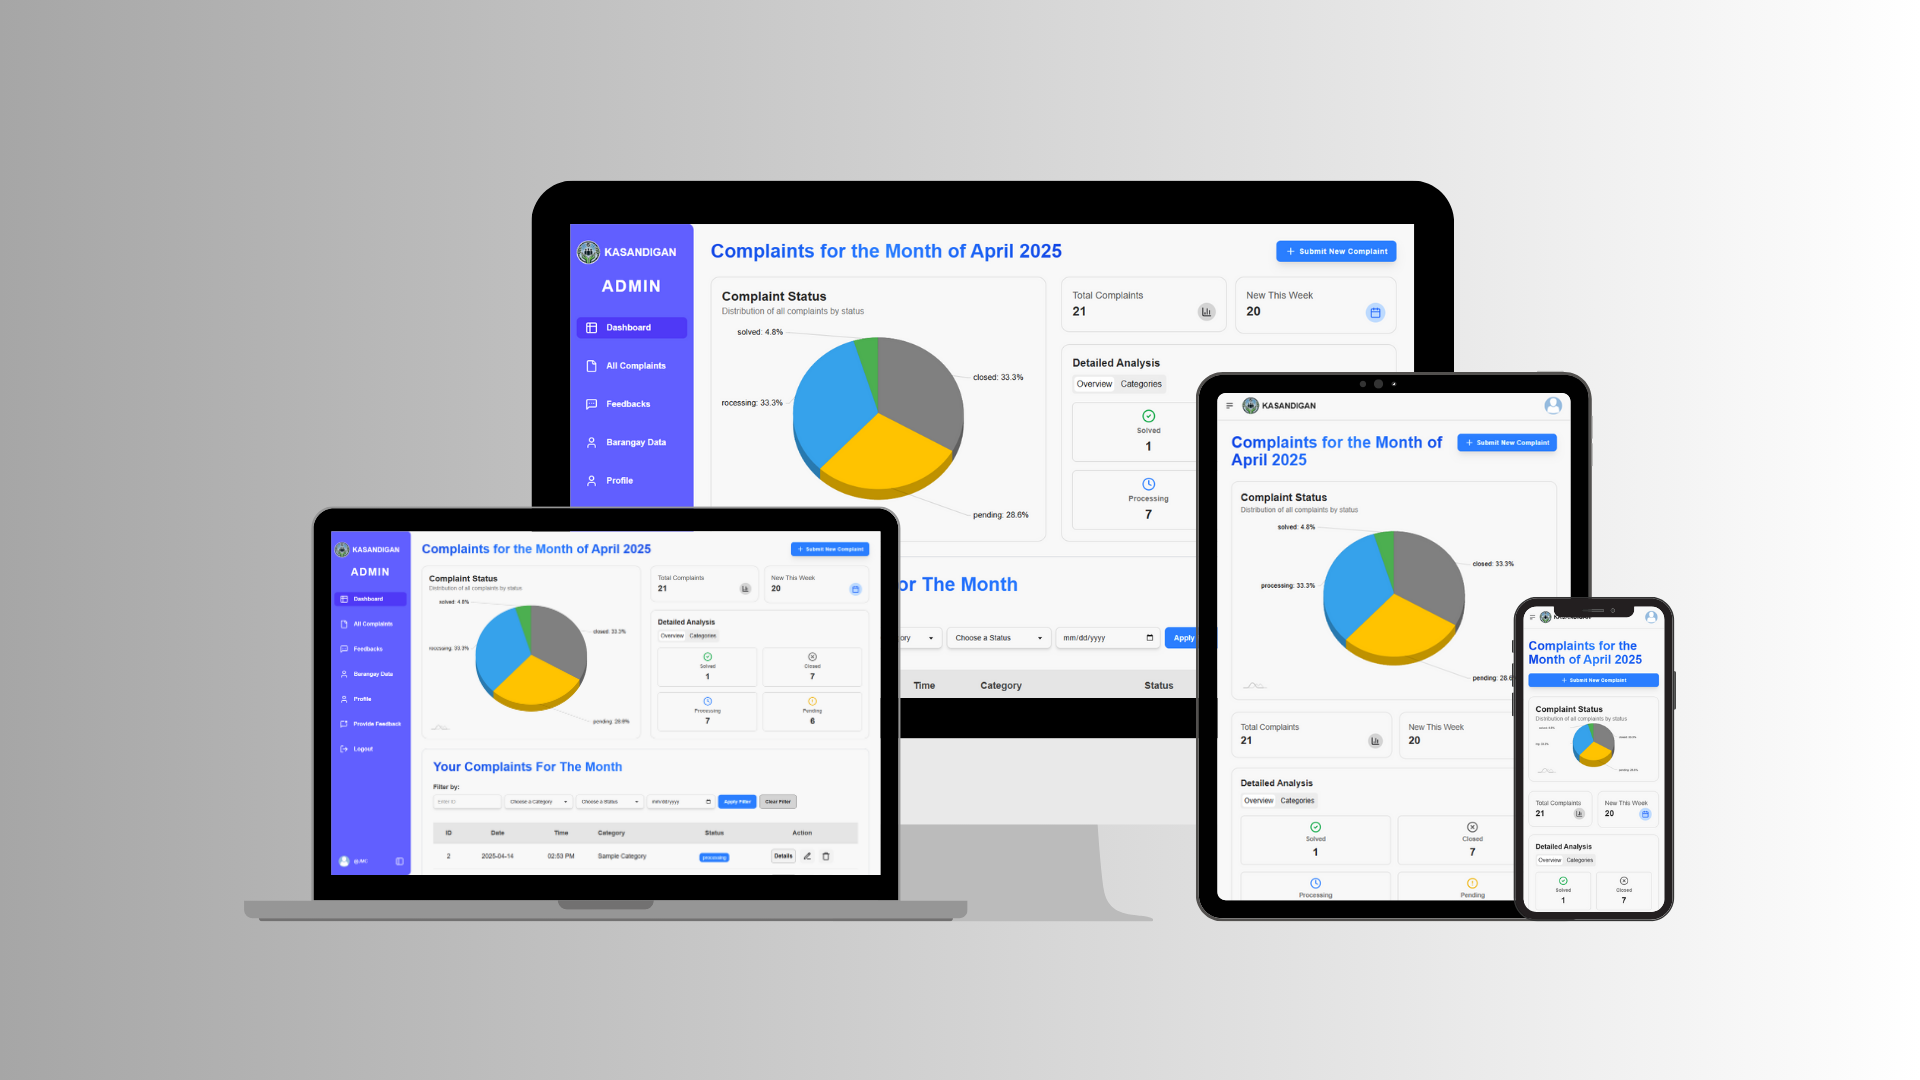 KASANDIGAN
ADMIN
Dashboard
All Complaints
Feedbacks
Barangay Data
Profile
Complaints for the Month of April 2025
+ Submit New Complaint
Complaint Status
Distribution of all complaints by status
solved: 4.8%
closed: 33.3%
rocessing: 33.3%
pending: 28.6%
Total Complaints
21
New This Week
20
Detailed Analysis
Overview Categories
Solved
1
Processing
7
or The Month
ory
Choose a Status
mm/dd/yyyy
Apply
Time Category Status
KASANDIGAN
ADMIN
Dashboard
All Complaints
Feedbacks
Barangay Data
Profile
Provide Feedback
Logout
Complaints for the Month of April 2025
+ Submit New Complaint
Complaint Status
Distribution of all complaints by status
solved: 4.8%
closed: 33.3%
rocessing: 33.3%
pending: 28.6%
Total Complaints
21
New This Week
20
Detailed Analysis
Overview Categories
Solved
1
Closed
7
Processing
7
Pending
6
Your Complaints For The Month
Filter by:
Enter ID
Choose a Category
Choose a Status
mm/dd/yyyy
Apply Filter
Clear Filter
ID Date Time Category Status Action
2 2025-04-14 02:53 PM Sample Category processing Details
KASANDIGAN
Complaints for the Month of
April 2025
+ Submit New Complaint
Complaint Status
Distribution of all complaints by status
solved: 4.8%
closed: 33.3%
processing: 33.3%
pending: 28.6
Total Complaints
21
New This Week
20
Detailed Analysis
Overview Categories
Solved
1
Closed
7
Processing
Pending
Complaints for the
Month of April 2025
+ Submit New Complaint
Complaint Status
Distribution of all complaints by status
Total Complaints
21
New This Week
20
Detailed Analysis
Overview Categories
Solved
1
Closed
7